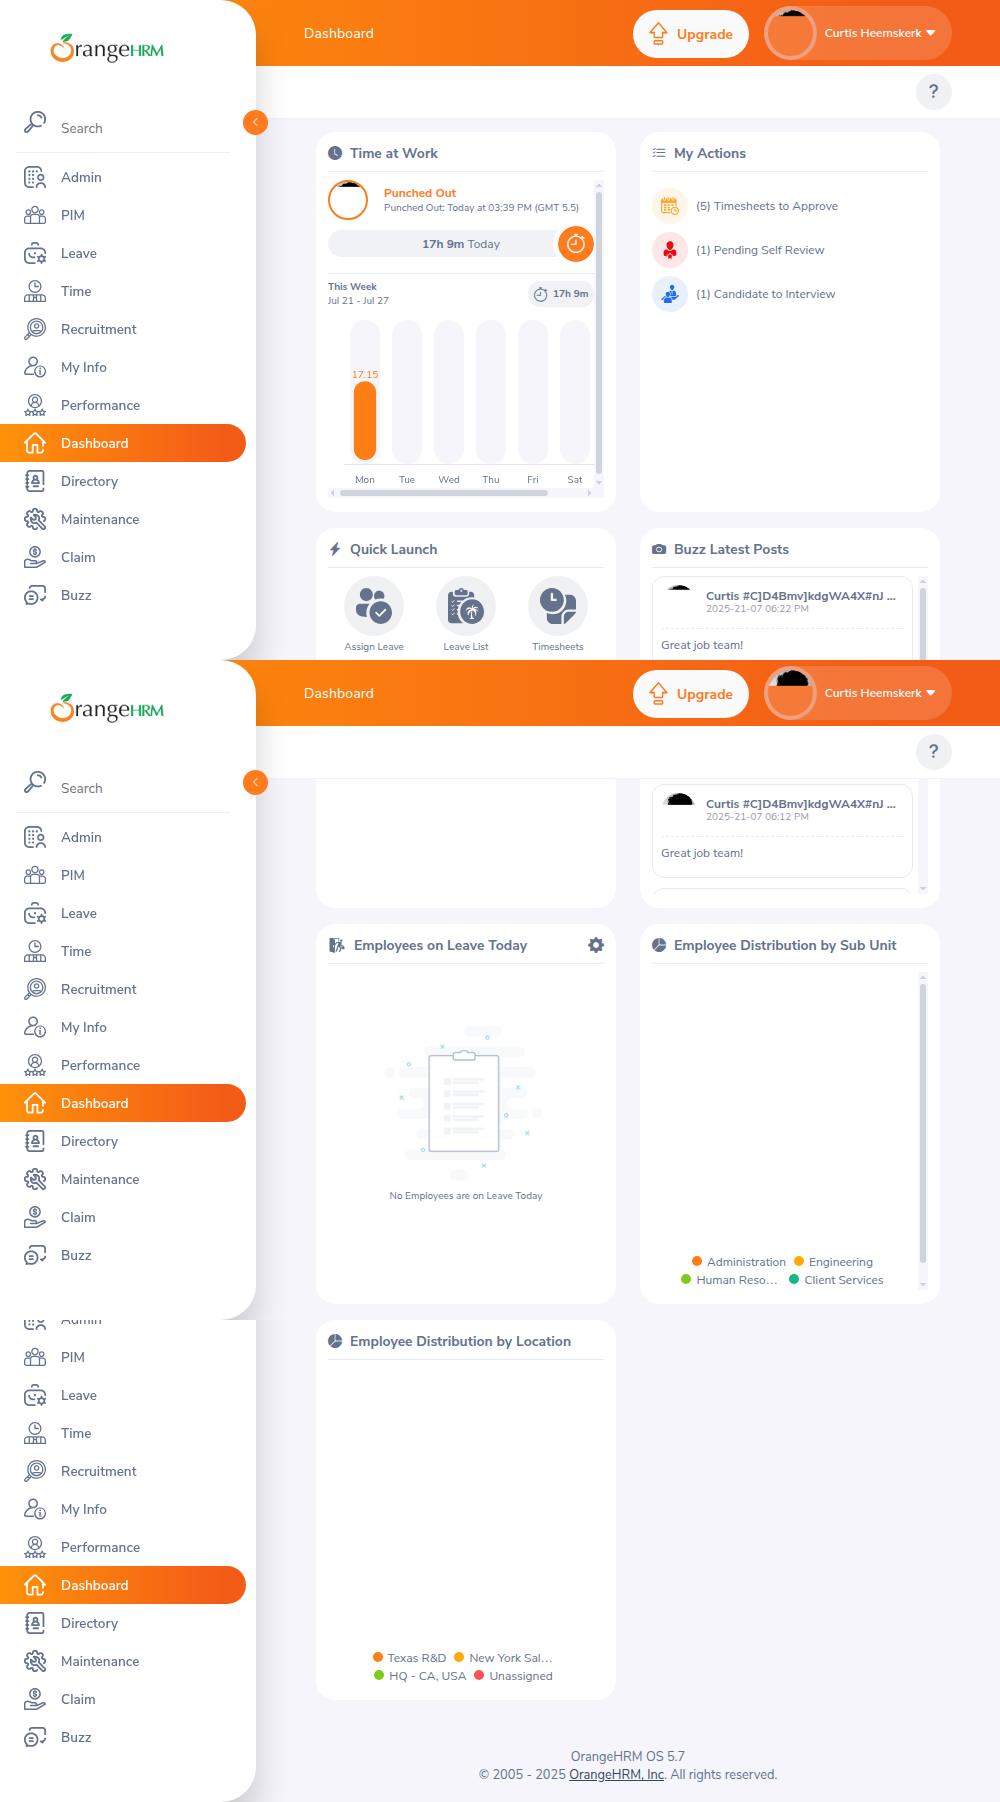 OrangeHRM
Dashboard
Upgrade
Curtis Heemskerk
?
Search
Admin
PIM
Leave
Time
Recruitment
My Info
Performance
Dashboard
Directory
Maintenance
Claim
Buzz
Time at Work
Punched Out
Punched Out: Today at 03:39 PM (GMT 5.5)
17h 9m Today
This Week
Jul 21 - Jul 27
17h 9m
17.15
Mon Tue Wed Thu Fri Sat
My Actions
(5) Timesheets to Approve
(1) Pending Self Review
(1) Candidate to Interview
Quick Launch
Assign Leave
Leave List
Timesheets
Buzz Latest Posts
Curtis #C]D4Bmv]kdgWA4X#nJ ...
2025-21-07 06:22 PM
Great job team!
OrangeHRM
Dashboard
Upgrade
Curtis Heemskerk
?
Search
Admin
PIM
Leave
Time
Recruitment
My Info
Performance
Dashboard
Directory
Maintenance
Claim
Buzz
Curtis #C]D4Bmv]kdgWA4X#nJ ...
2025-21-07 06:12 PM
Great job team!
Employees on Leave Today
No Employees are on Leave Today
Employee Distribution by Sub Unit
Administration
Engineering
Human Reso...
Client Services
Admin
PIM
Leave
Time
Recruitment
My Info
Performance
Dashboard
Directory
Maintenance
Claim
Buzz
Employee Distribution by Location
Texas R&D
New York Sal...
HQ - CA, USA
Unassigned
OrangeHRM OS 5.7
© 2005 - 2025 OrangeHRM, Inc. All rights reserved.